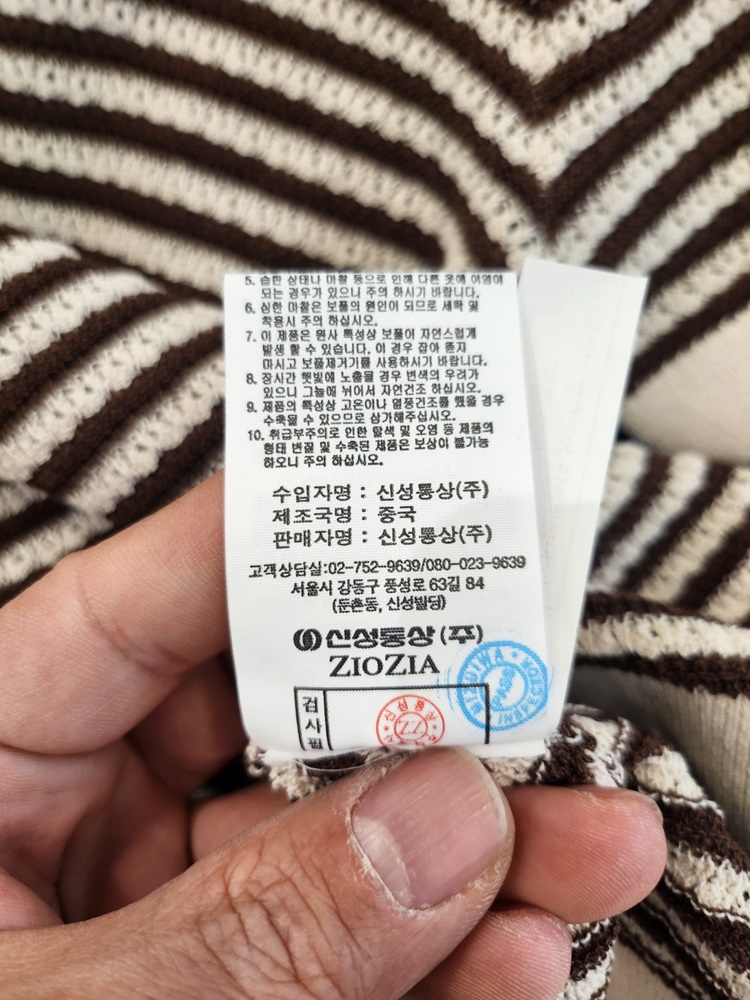 5. 습한 상태나 마찰 등으로 인해 다른 옷에 이염이
되는 경우가 있으니 주의 하시기 바랍니다.
6. 심한 마찰은 보풀의 원인이 되므로 세탁 및
착용시 주의 하십시오.
7. 이 제품은 원사 특성상 보풀이 자연스럽게
발생 할 수 있습니다. 이 경우 잡아 뜯지
마시고 보풀제거기를 사용하시기 바랍니다.
8. 장시간 햇빛에 노출될 경우 변색의 우려가
있으니 그늘에 뉘어서 자연건조 하십시오.
9. 제품의 특성상 고온이나 열풍건조를 했을 경우
수축될 수 있으므로 삼가해주십시오.
10. 취급부주의로 인한 탈색 및 오염 등 제품의
형태 변질 및 수축된 제품은 보상이 불가능
하오니 주의 하십시오.
수입자명 : 신성통상(주)
제조국명 : 중국
판매자명 : 신성통상(주)
고객상담실:02-752-9639/080-023-9639
서울시 강동구 풍성로 63길 84
(둔촌동, 신성빌딩)
신성통상 (주)
ZIOZIA
검사필
신성통상
ZZ
PASS
INSPECT